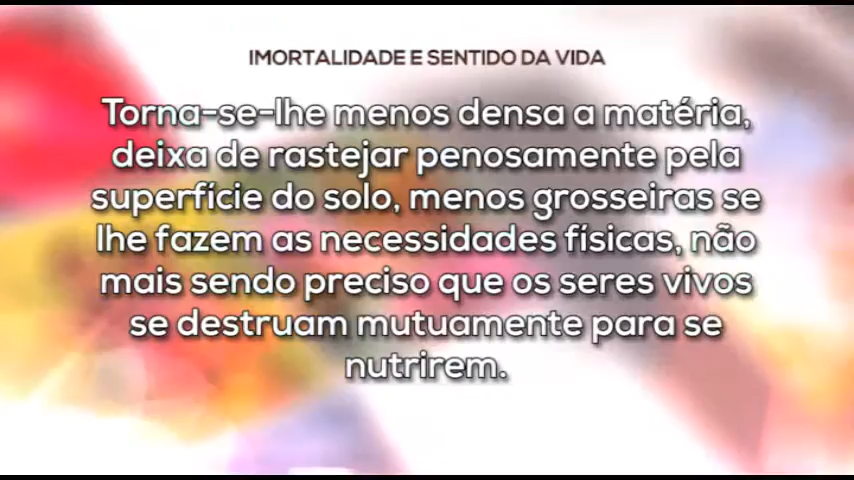 IMORTALIDADE E SENTIDO DA VIDA
Torna-se-lhe menos densa a matéria,
deixa de rastejar penosamente pela
superfície do solo, menos grosseiras se
lhe fazem as necessidades físicas, não
mais sendo preciso que os seres vivos
se destruam mutuamente para se
nutrirem.